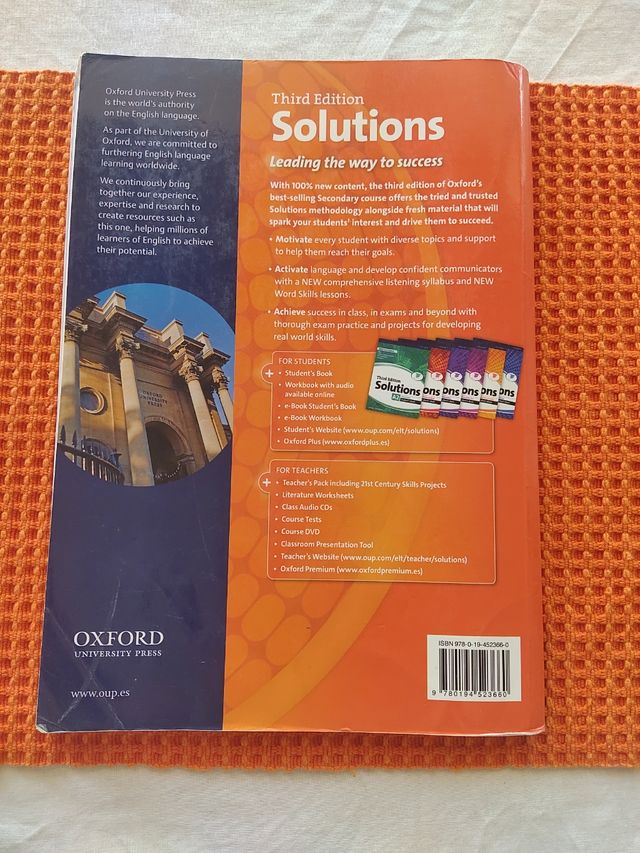 Oxford University Press
is the world's authority
on the English language.
As part of the University of
Oxford, we are committed to
furthering English language
learning worldwide.
We continuously bring
together our experience,
expertise and research to
create resources such as
this one, helping millions of
learners of English to achieve
their potential.
OXFORD
UNIVERSITY
PRESS
OXFORD
UNIVERSITY PRESS
www.oup.es
Third Edition
Solutions
Leading the way to success
With 100% new content, the third edition of Oxford's
best-selling Secondary course offers the tried and trusted
Solutions methodology alongside fresh material that will
spark your students' interest and drive them to succeed.
• Motivate every student with diverse topics and support
to help them reach their goals.
• Activate language and develop confident communicators
with a NEW comprehensive listening syllabus and NEW
Word Skills lessons.
• Achieve success in class, in exams and beyond with
thorough exam practice and projects for developing
real world skills.
FOR STUDENTS
• Student's Book
• Workbook with audio
available online
• e-Book Student's Book
• e-Book Workbook
• Student's Website (www.oup.com/elt/solutions)
• Oxford Plus (www.oxfordplus.es)
Third Edition
Solutions
A2
FOR TEACHERS
• Teacher's Pack including 21st Century Skills Projects
• Literature Worksheets
• Class Audio CDs
• Course Tests
• Course DVD
• Classroom Presentation Tool
• Teacher's Website (www.oup.com/elt/teacher/solutions)
• Oxford Premium (www.oxfordpremium.es)
ISBN 978-0-19-452366-0
9 780194 523660